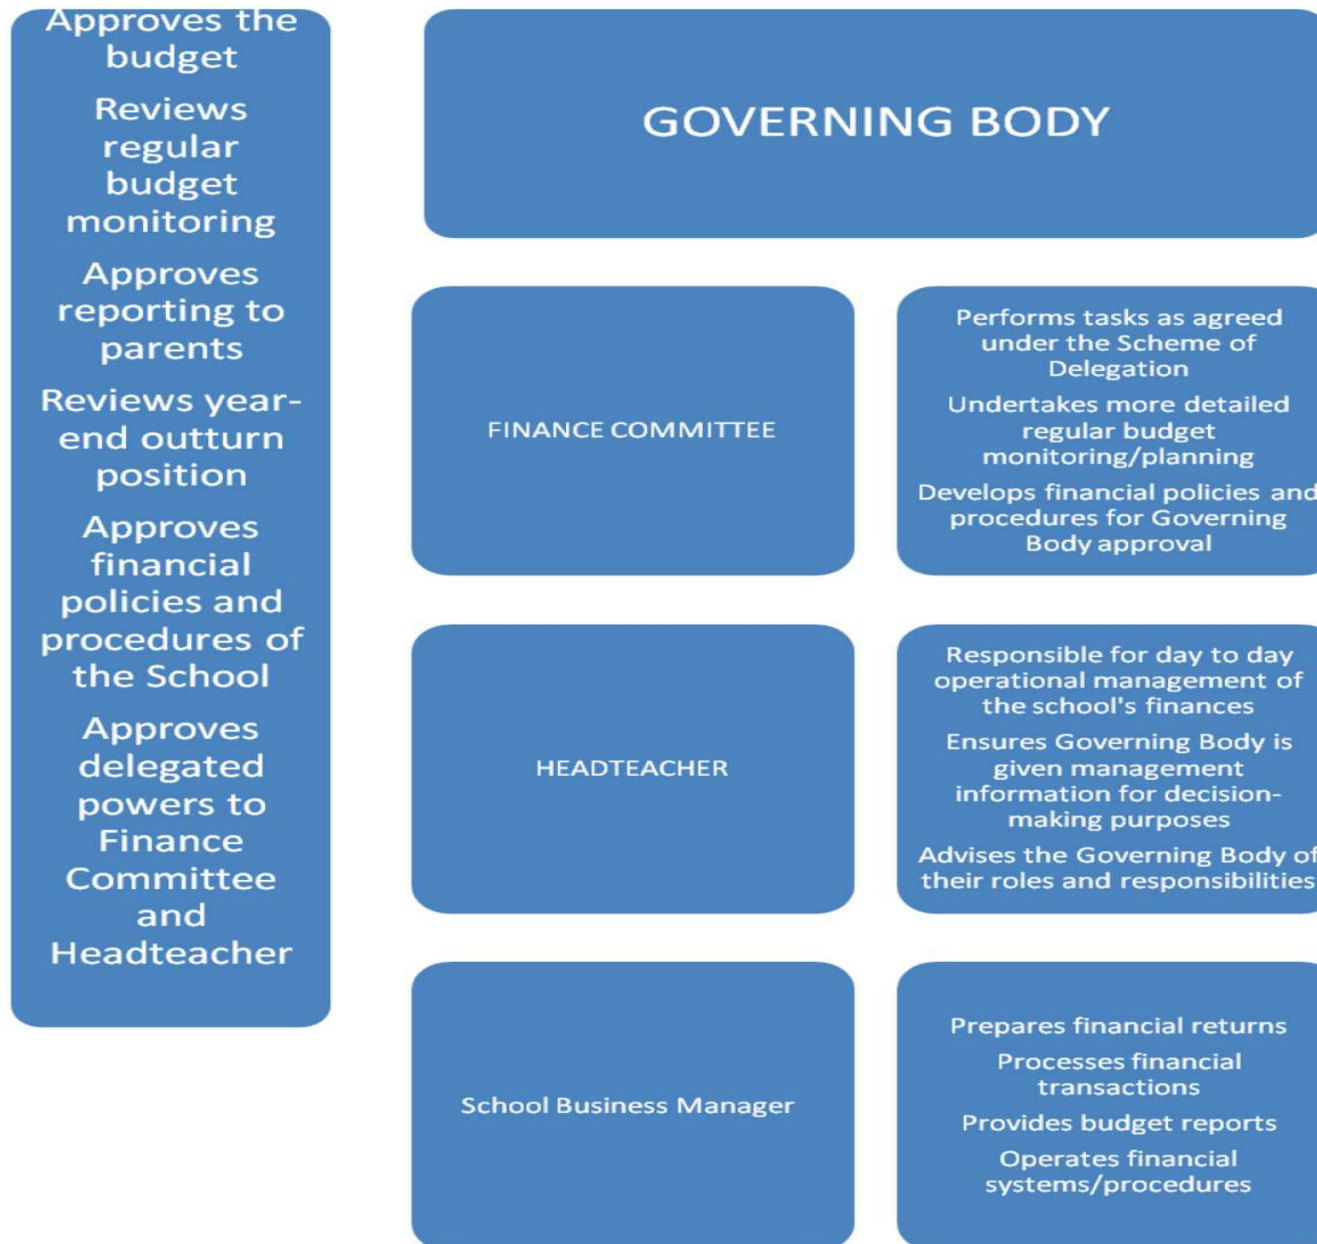 Approves the
budget
Reviews
regular
budget
monitoring
Approves
reporting to
parents
Reviews year-
end outturn
position
Approves
financial
policies and
procedures of
the School
Approves
delegated
powers to
Finance
Committee
and
Headteacher
GOVERNING BODY
FINANCE COMMITTEE
Performs tasks as agreed
under the Scheme of
Delegation
Undertakes more detailed
regular budget
monitoring/planning
Develops financial policies and
procedures for Governing
Body approval
HEADTEACHER
Responsible for day to day
operational management of
the school's finances
Ensures Governing Body is
given management
information for decision-
making purposes
Advises the Governing Body of
their roles and responsibilities
School Business Manager
Prepares financial returns
Processes financial
transactions
Provides budget reports
Operates financial
systems/procedures